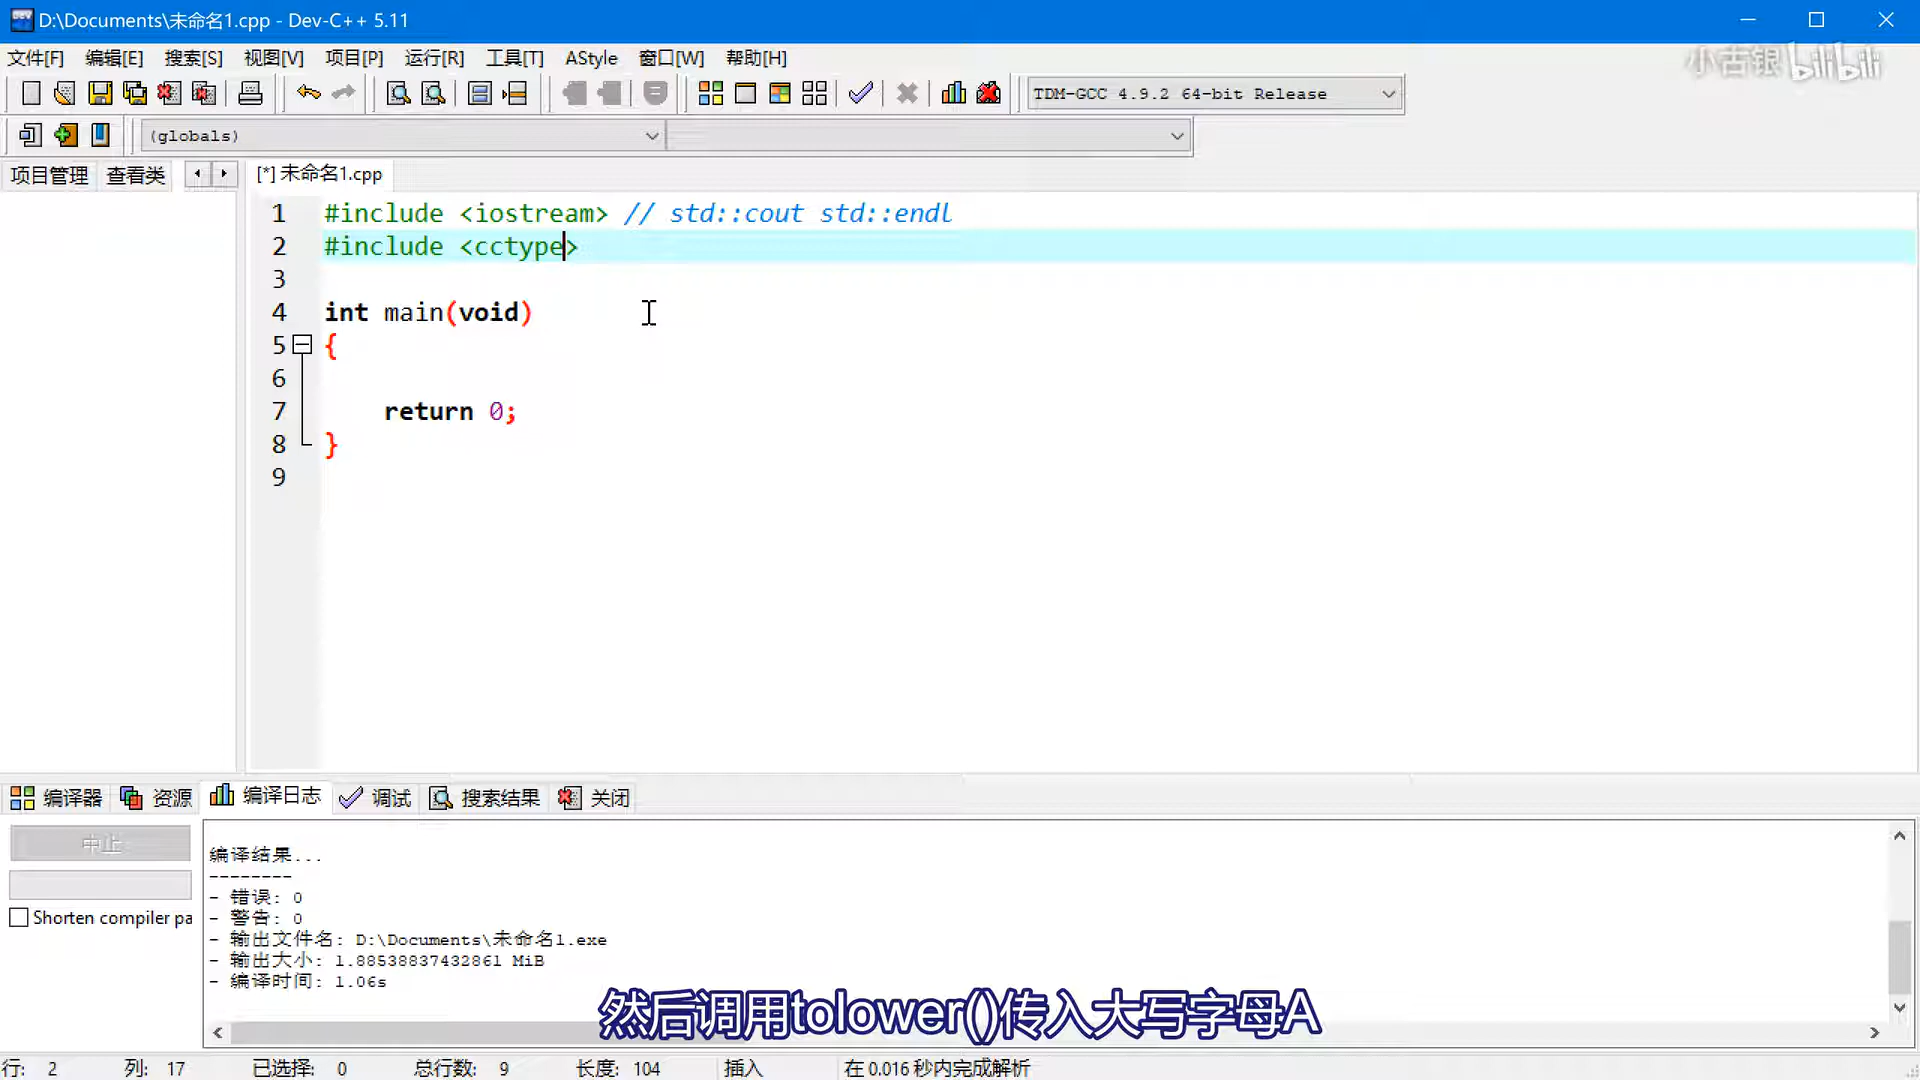 D:\Documents\未命名1.cpp - Dev-C++ 5.11
文件[F] 编辑[E] 搜索[S] 视图[V] 项目[P] 运行[R] 工具[T] AStyle 窗口[W] 帮助[H]
小古银 bilibili
TDM-GCC 4.9.2 64-bit Release
(globals)
项目管理 查看类 [*] 未命名1.cpp
1 #include <iostream> // std::cout std::endl
2 #include <cctype>
3
4 int main(void)
5 {
6
7 return 0;
8 }
9
编译器 资源 编译日志 调试 搜索结果 关闭
中止
Shorten compiler pa
编译结果...
--------
- 错误: 0
- 警告: 0
- 输出文件名: D:\Documents\未命名1.exe
- 输出大小: 1.88538837432861 MiB
- 编译时间: 1.06s
然后调用tolower()传入大写字母A
行: 2 列: 17 已选择: 0 总行数: 9 长度: 104 插入 在 0.016 秒内完成解析